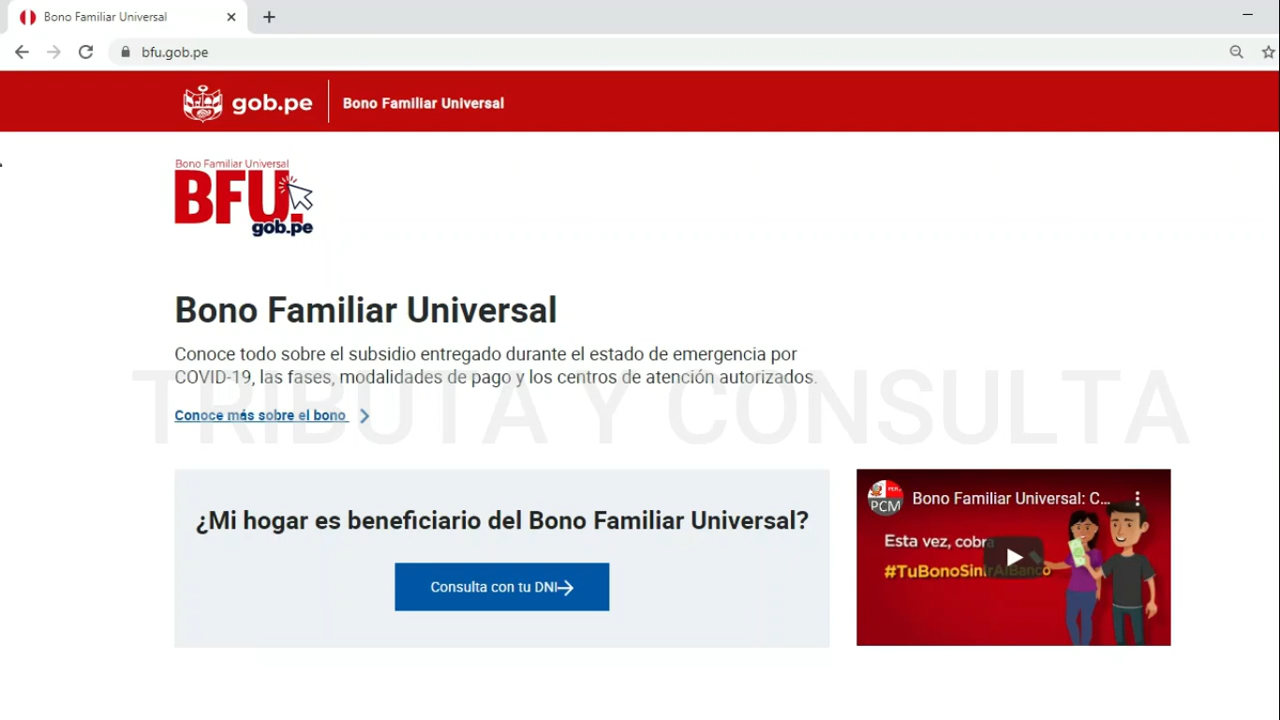 Bono Familiar Universal
bfu.gob.pe
gob.pe
Bono Familiar Universal
Bono Familiar Universal
BFU.
gob.pe
Bono Familiar Universal
Conoce todo sobre el subsidio entregado durante el estado de emergencia por
COVID-19, las fases, modalidades de pago y los centros de atención autorizados.
TRIBUTA Y CONSULTA
Conoce más sobre el bono
¿Mi hogar es beneficiario del Bono Familiar Universal?
Consulta con tu DNI
PCM
Bono Familiar Universal: C...
Esta vez, cobra
#TuBonoSinIrAlBanco